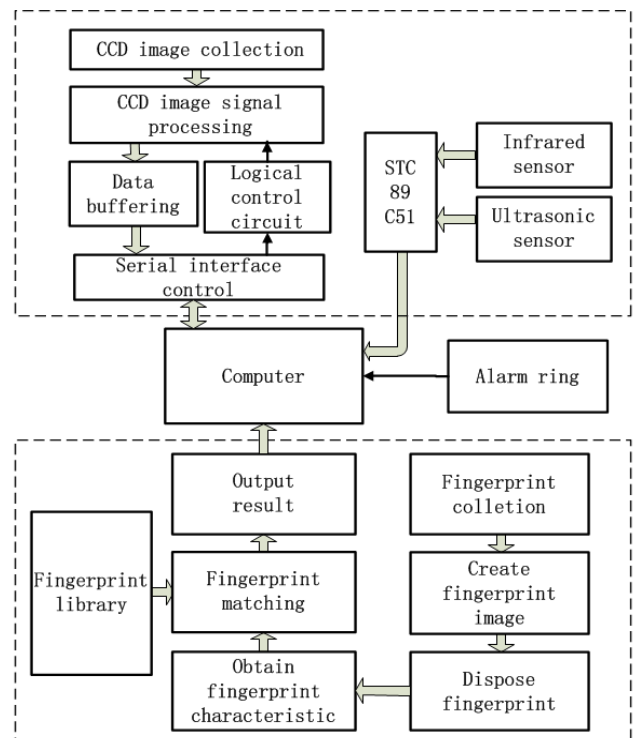 CCD image collection
CCD image signal
processing
Data
buffering
Logical
control
circuit
Serial interface
control
STC
89
C51
Infrared
sensor
Ultrasonic
sensor
Computer
Alarm ring
Output
result
Fingerprint
colletion
Fingerprint
library
Fingerprint
matching
Create
fingerprint
image
Obtain
fingerprint
characteristic
Dispose
fingerprint